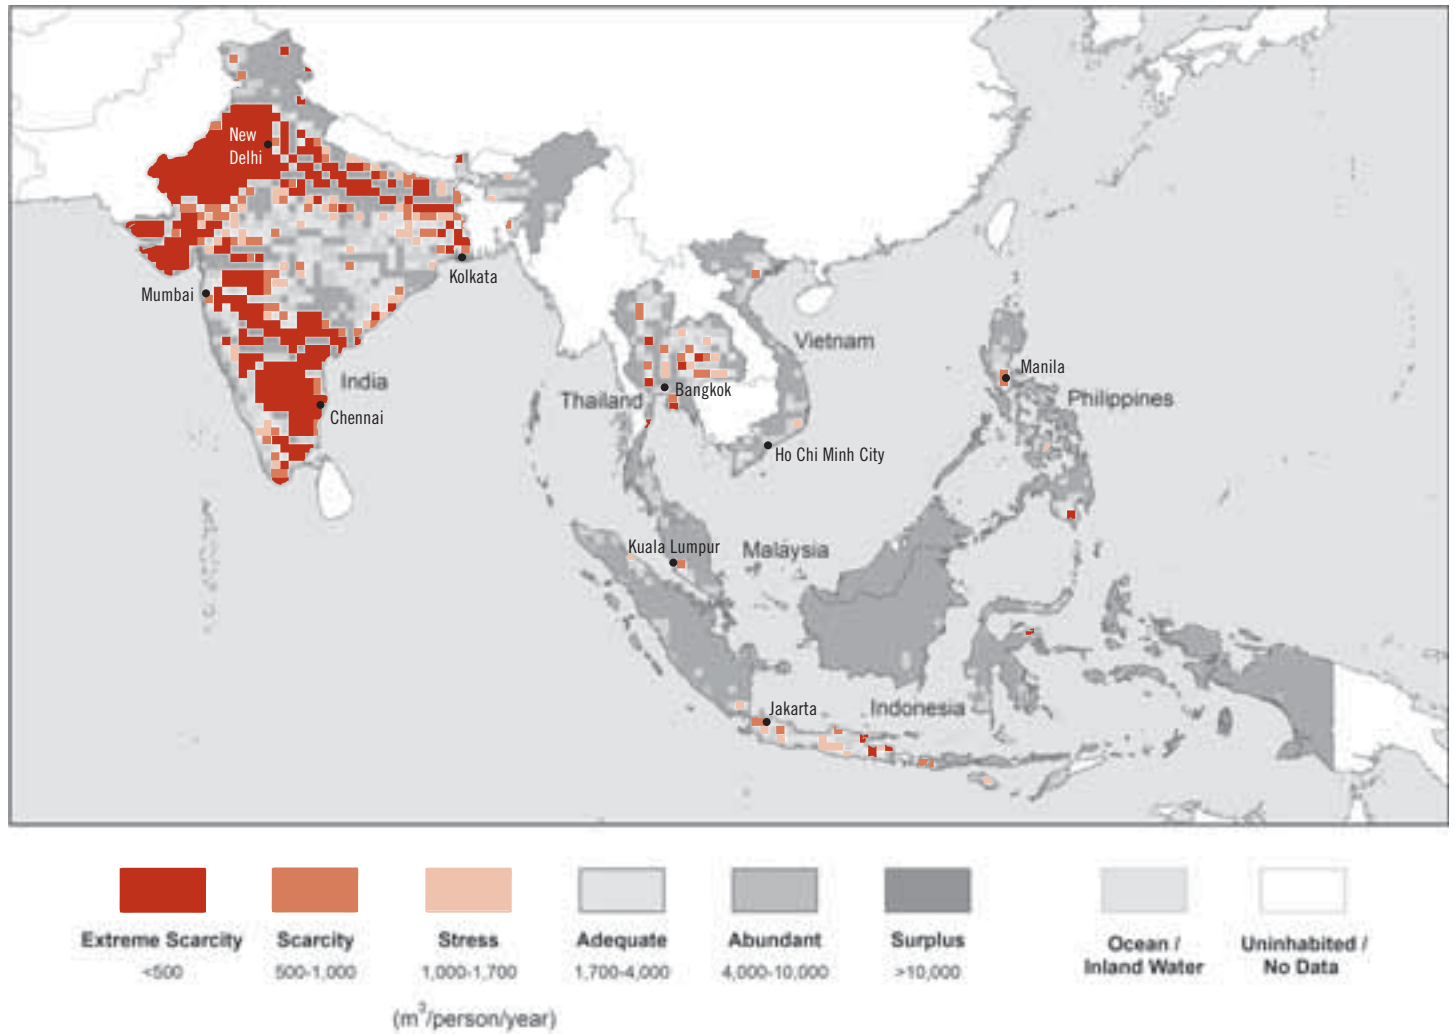 New
Delhi
Kolkata
Mumbai
Vietnam
Manila
India
Bangkok
Thailand
Philippines
Chennai
Ho Chi Minh City
Kuala Lumpur
Malaysia
Jakarta
Indonesia
Extreme Scarcity
<500
Scarcity
500-1,000
Stress
1,000-1,700
Adequate
1,700-4,000
Abundant
4,000-10,000
Surplus
>10,000
Ocean /
Inland Water
Uninhabited /
No Data
(m³/person/year)